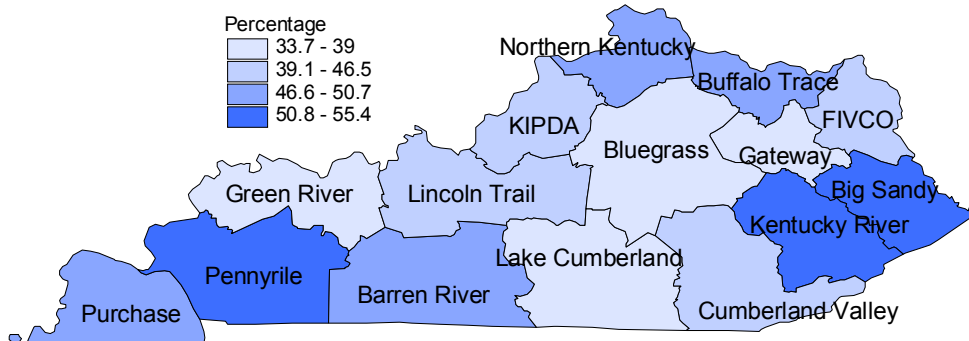 Percentage
33.7 - 39
39.1 - 46.5
46.6 - 50.7
50.8 - 55.4
Northern Kentucky
Buffalo Trace
FIVCO
KIPDA
Bluegrass
Gateway
Big Sandy
Green River
Lincoln Trail
Kentucky River
Lake Cumberland
Pennyrile
Barren River
Purchase
Cumberland Valley